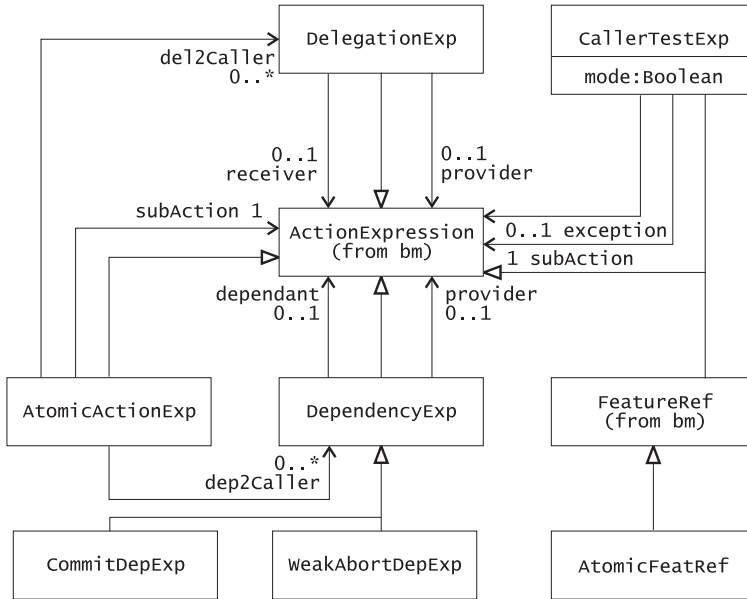 DelegationExp
CallerTestExp
mode:Boolean
del2Caller
0..*
0..1
receiver
0..1
provider
subAction 1
ActionExpression
(from bm)
0..1 exception
1 subAction
dependant
0..1
provider
0..1
AtomicActionExp
DependencyExp
FeatureRef
(from bm)
0..*
dep2Caller
CommitDepExp
WeakAbortDepExp
AtomicFeatRef